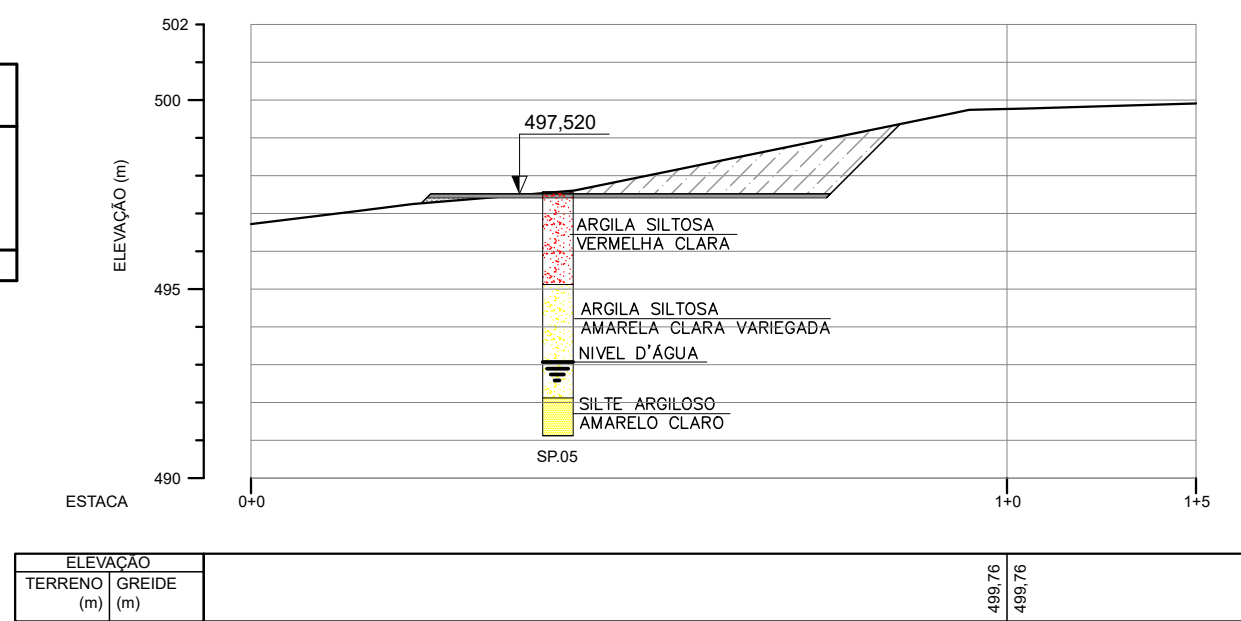 502
500
495
490
ELEVAÇÃO (m)
497,520
ARGILA SILTOSA
VERMELHA CLARA
ARGILA SILTOSA
AMARELA CLARA VARIEGADA
NIVEL D'ÁGUA
SILTE ARGILOSO
AMARELO CLARO
SP.05
ESTACA
0+0
1+0
1+5
ELEVAÇÃO
TERRENO (m)
GREIDE (m)
499,76
499,76